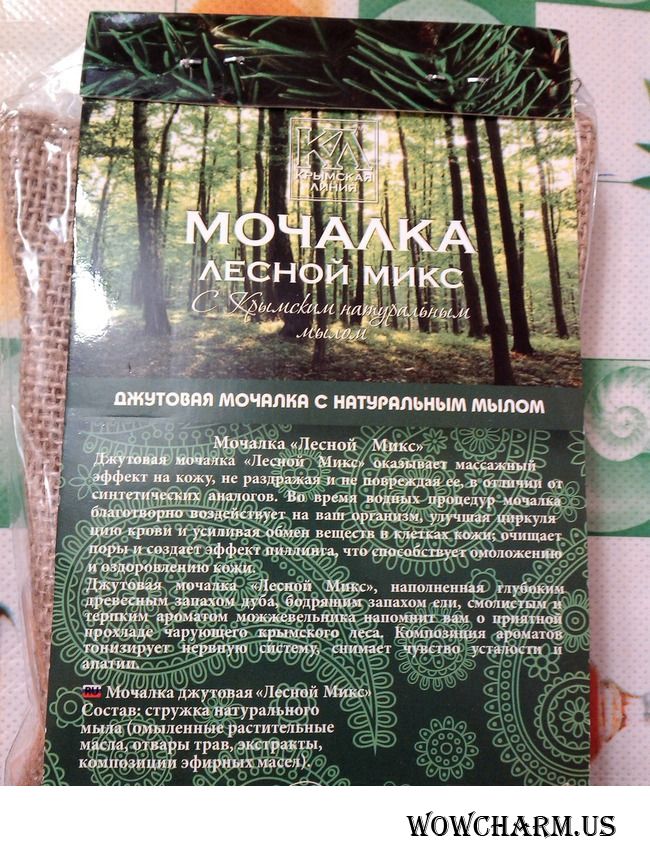 КЛ
КРЫМСКАЯ
ЛИНИЯ
МОЧАЛКА
ЛЕСНОЙ МИКС
С Крымским натуральным
мылом
ДЖУТОВАЯ МОЧАЛКА С НАТУРАЛЬНЫМ МЫЛОМ
Мочалка «Лесной Микс»
Джутовая мочалка «Лесной Микс» оказывает массажный
эффект на кожу, не раздражая и не повреждая ее, в отличии от
синтетических аналогов. Во время водных процедур мочалка
благотворно воздействует на ваш организм, улучшая циркуля
цию крови и усиливая обмен веществ в клетках кожи; очищает
поры и создает эффект пиллинга, что способствует омоложению
и оздоровлению кожи.
Джутовая мочалка «Лесной Микс», наполненная глубоким
древесным запахом дуба, бодрящим запахом ели, смолистым и
терпким ароматом можжевельника напомнит вам о приятной
прохладе чарующего крымского леса. Композиция ароматов
тонизирует нервную систему, снимает чувство усталости и
апатии.
RU Мочалка джутовая «Лесной Микс»
Состав: стружка натурального
мыла (омыленные растительные
масла, отвары трав, экстракты,
композиции эфирных масел).
WOWCHARM.US